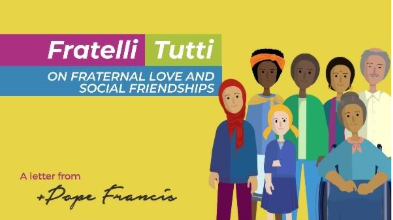 Fratelli Tutti
ON FRATERNAL LOVE AND
SOCIAL FRIENDSHIPS
A letter from
+Pope Francis